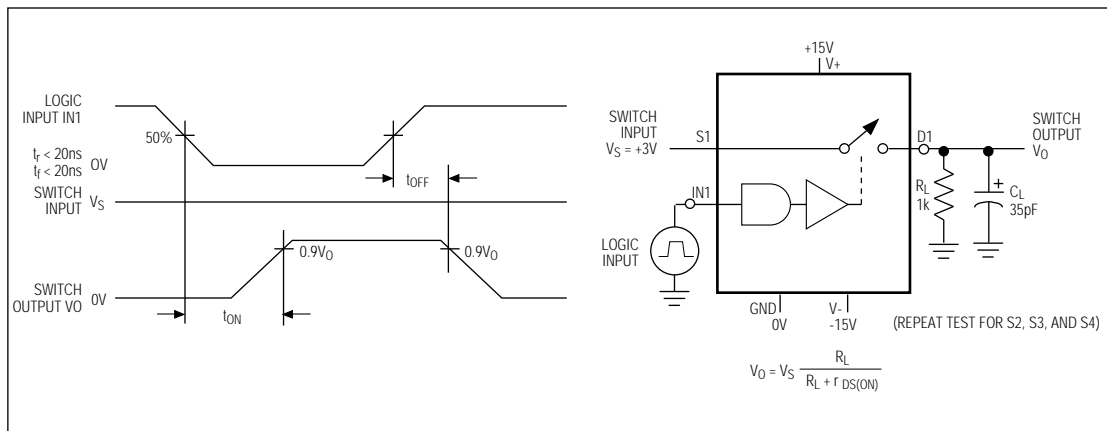 LOGIC
INPUT IN1
50%
tr < 20ns
tf < 20ns
0V
tOFF
SWITCH
INPUT
VS
0.9VO
0.9VO
SWITCH
OUTPUT VO
0V
tON
+15V
V+
SWITCH
INPUT
VS = +3V
S1
D1
SWITCH
OUTPUT
VO
IN1
RL
1k
+
CL
35pF
LOGIC
INPUT
GND
0V
V-
-15V
(REPEAT TEST FOR S2, S3, AND S4)
VO = VS RL
RL + r DS(ON)